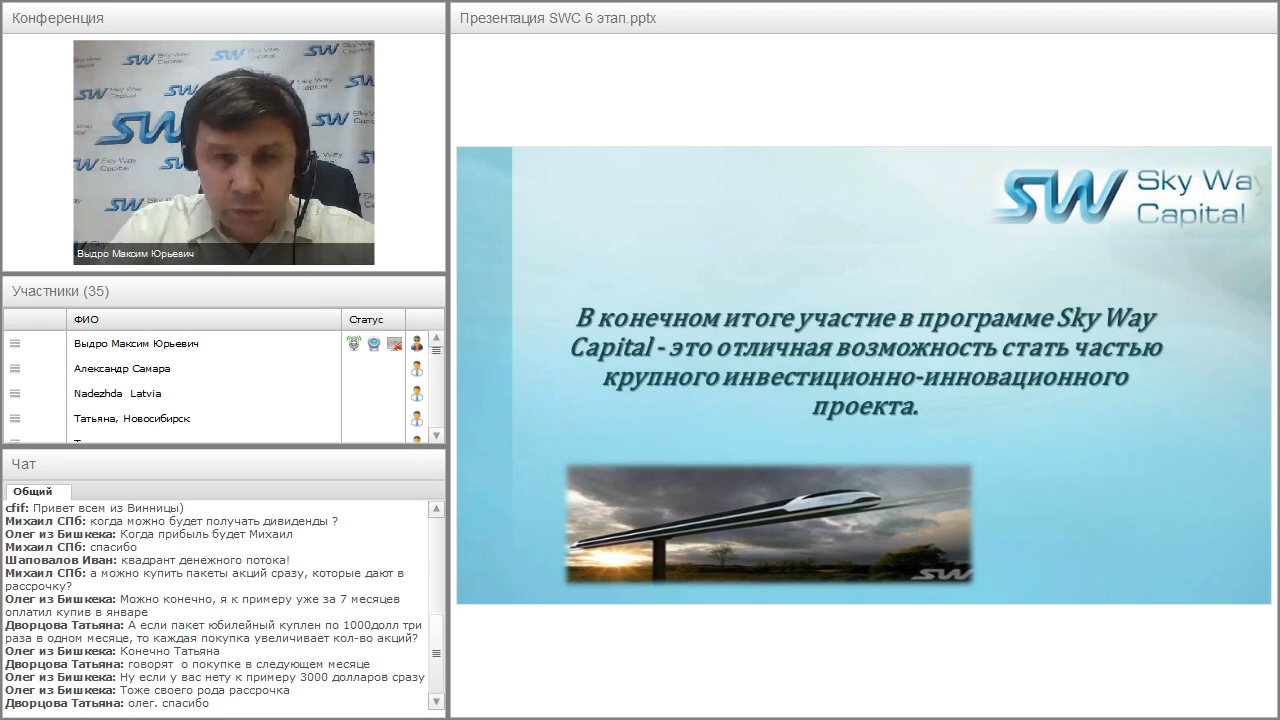 Конференция
Sky Way
Capital
SW
Выдро Максим Юрьевич
Участники (35)
ФИО
Статус
Выдро Максим Юрьевич
Александр Самара
Nadezhda Latvia
Татьяна, Новосибирск
Чат
Общий
cfif: Привет всем из Винницы)
Михаил СПб: когда можно будет получать дивиденды ?
Олег из Бишкека: Когда прибыль будет Михаил
Михаил СПб: спасибо
Шаповалов Иван: квадрант денежного потока!
Михаил СПб: а можно купить пакеты акций сразу, которые дают в
рассрочку?
Олег из Бишкека: Можно конечно, я к примеру уже за 7 месяцев
оплатил купив в январе
Дворцова Татьяна: А если пакет юбилейный куплен по 1000долл три
раза в одном месяце, то каждая покупка увеличивает кол-во акций?
Олег из Бишкека: Конечно Татьяна
Дворцова Татьяна: говорят о покупке в следующем месяце
Олег из Бишкека: Ну если у вас нету к примеру 3000 долларов сразу
Олег из Бишкека: Тоже своего рода рассрочка
Дворцова Татьяна: олег. спасибо
Презентация SWC 6 этап.pptx
SW Sky Way
Capital
В конечном итоге участие в программе Sky Way
Capital - это отличная возможность стать частью
крупного инвестиционно-инновационного
проекта.
SW